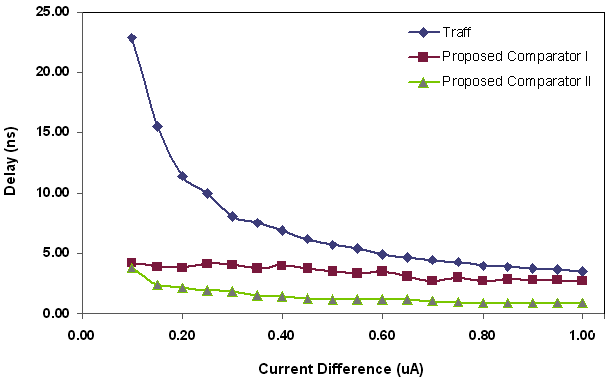 25.00
20.00
15.00
10.00
5.00
0.00
Delay (ns)
Traff
Proposed Comparator I
Proposed Comparator II
0.00 0.20 0.40 0.60 0.80 1.00
Current Difference (uA)